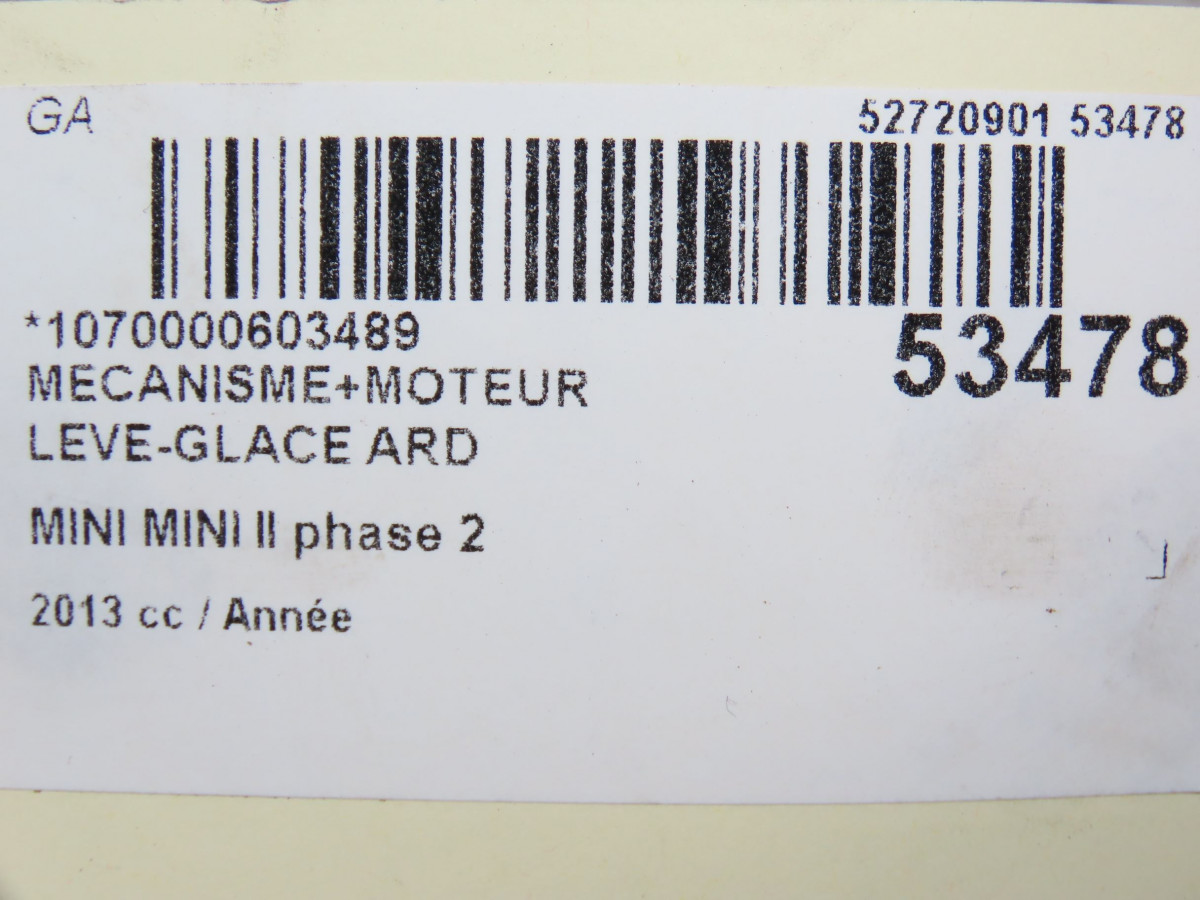 GA
52720901 53478
*1070000603489
53478
MECANISME+MOTEUR
LEVE-GLACE ARD
MINI MINI II phase 2
2013 cc / Année